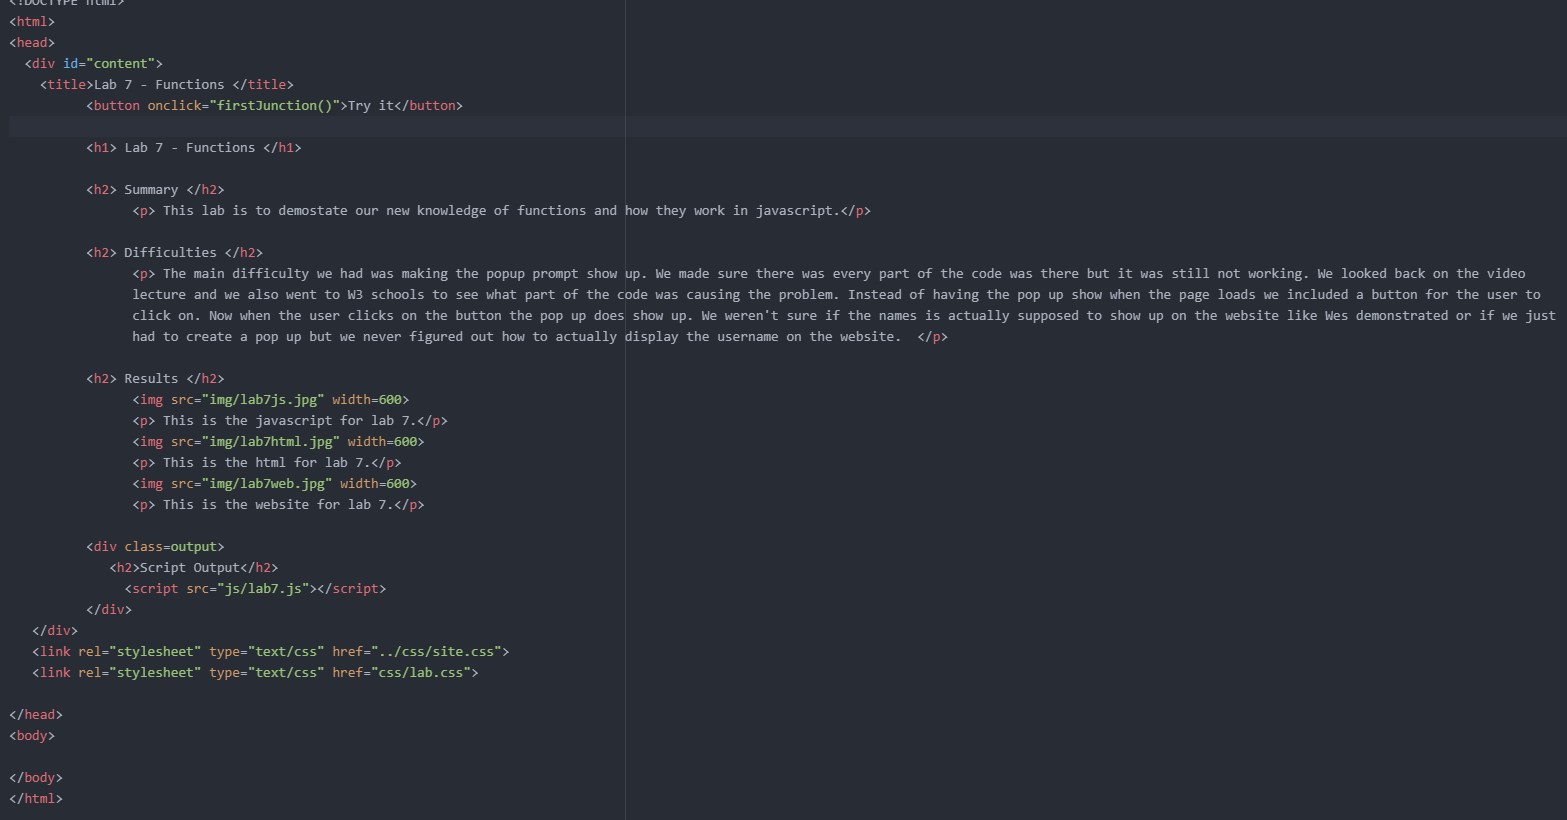 <!DOCTYPE html>
<html>
<head>
<div id="content">
<title>Lab 7 - Functions </title>
<button onclick="firstJunction()">Try it</button>
<h1> Lab 7 - Functions </h1>
<h2> Summary </h2>
<p> This lab is to demostate our new knowledge of functions and how they work in javascript.</p>
<h2> Difficulties </h2>
<p> The main difficulty we had was making the popup prompt show up. We made sure there was every part of the code was there but it was still not working. We looked back on the video
lecture and we also went to W3 schools to see what part of the code was causing the problem. Instead of having the pop up show when the page loads we included a button for the user to
click on. Now when the user clicks on the button the pop up does show up. We weren't sure if the names is actually supposed to show up on the website like Wes demonstrated or if we just
had to create a pop up but we never figured out how to actually display the username on the website.  </p>
<h2> Results </h2>
<img src="img/lab7js.jpg" width=600>
<p> This is the javascript for lab 7.</p>
<img src="img/lab7html.jpg" width=600>
<p> This is the html for lab 7.</p>
<img src="img/lab7web.jpg" width=600>
<p> This is the website for lab 7.</p>
<div class=output>
<h2>Script Output</h2>
<script src="js/lab7.js"></script>
</div>
</div>
<link rel="stylesheet" type="text/css" href="../css/site.css">
<link rel="stylesheet" type="text/css" href="css/lab.css">
</head>
<body>
</body>
</html>